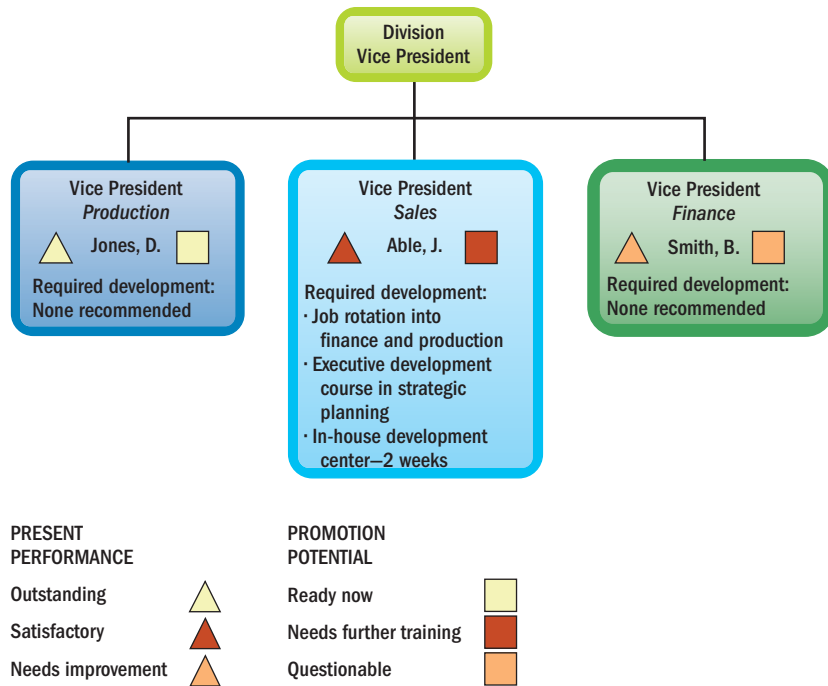 Division
Vice President
Vice President
Production
Jones, D.
Required development:
None recommended
Vice President
Sales
Able, J.
Required development:
· Job rotation into
finance and production
· Executive development
course in strategic
planning
· In-house development
center—2 weeks
Vice President
Finance
Smith, B.
Required development:
None recommended
PRESENT
PERFORMANCE
Outstanding
Satisfactory
Needs improvement
PROMOTION
POTENTIAL
Ready now
Needs further training
Questionable